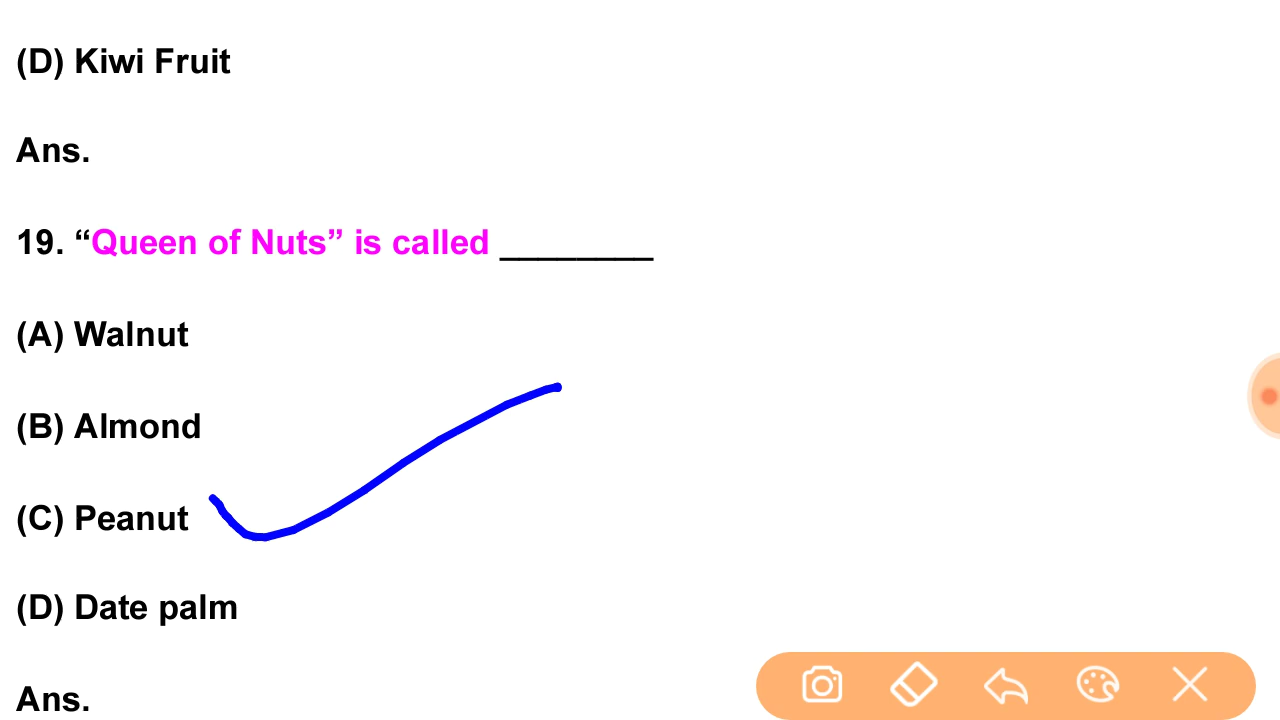 (D) Kiwi Fruit
Ans.
19. “Queen of Nuts” is called ________
(A) Walnut
(B) Almond
(C) Peanut
(D) Date palm
Ans.